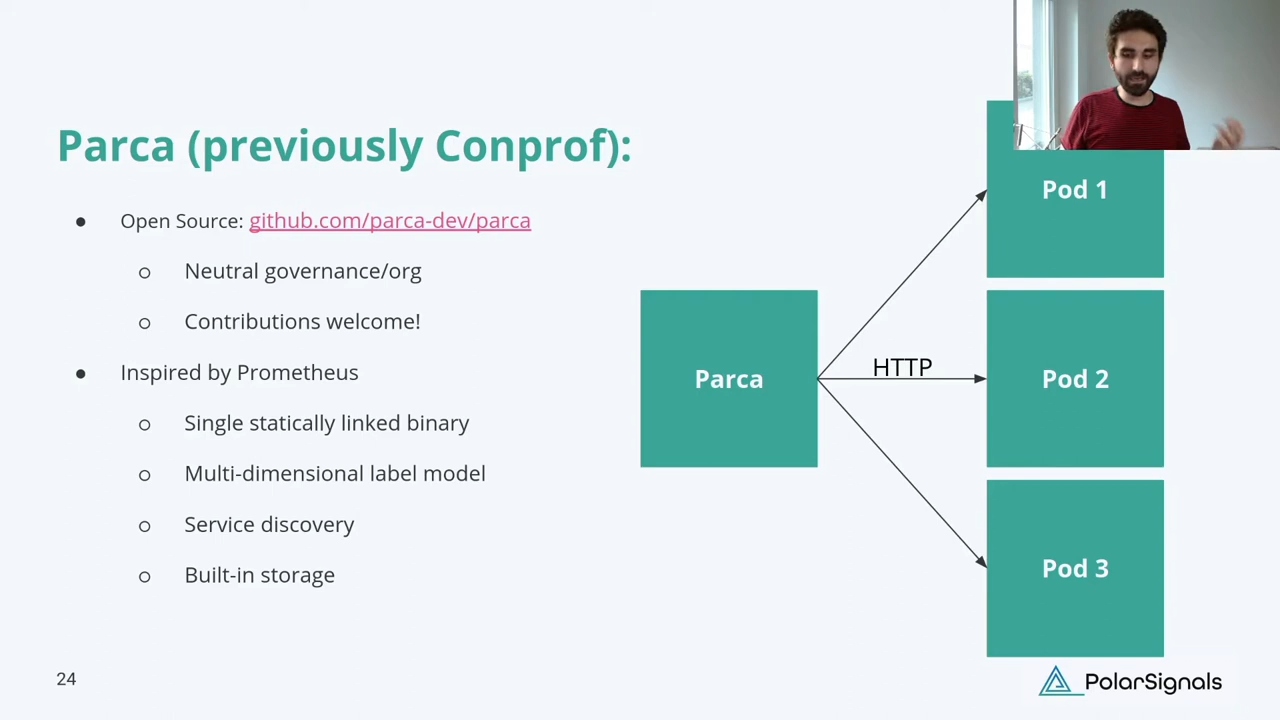 Parca (previously Conprof):
● Open Source: github.com/parca-dev/parca
○ Neutral governance/org
○ Contributions welcome!
● Inspired by Prometheus
○ Single statically linked binary
○ Multi-dimensional label model
○ Service discovery
○ Built-in storage
Parca
HTTP
Pod 1
Pod 2
Pod 3
24
PolarSignals